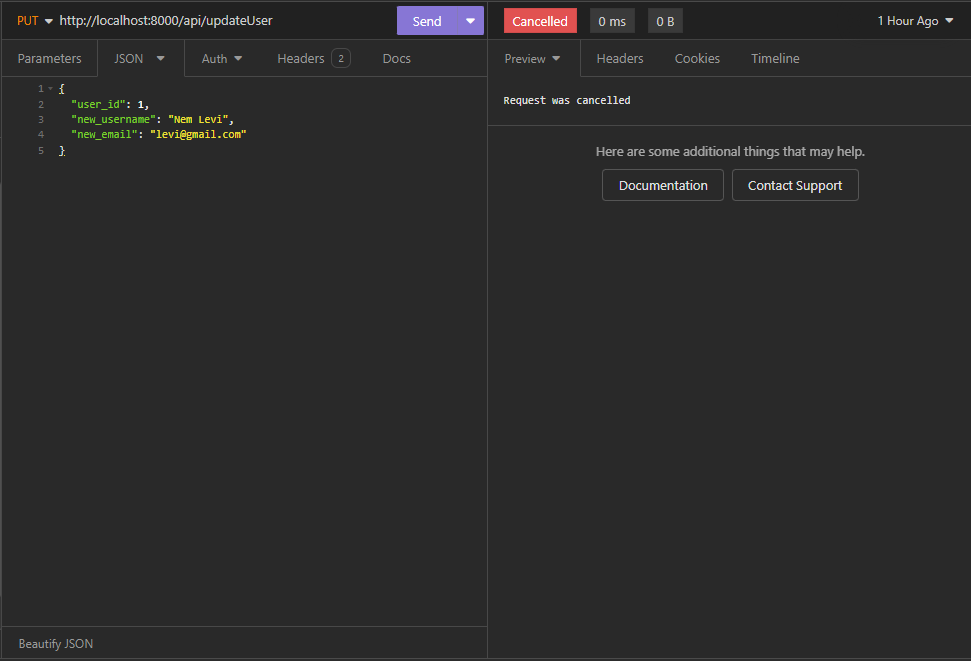 PUT http://localhost:8000/api/updateUser Send
Cancelled 0 ms 0 B 1 Hour Ago
Parameters JSON Auth Headers 2 Docs
Preview Headers Cookies Timeline
1 {
2 "user_id": 1,
3 "new_username": "Nem Levi",
4 "new_email": "levi@gmail.com"
5 }
Request was cancelled
Here are some additional things that may help.
Documentation Contact Support
Beautify JSON